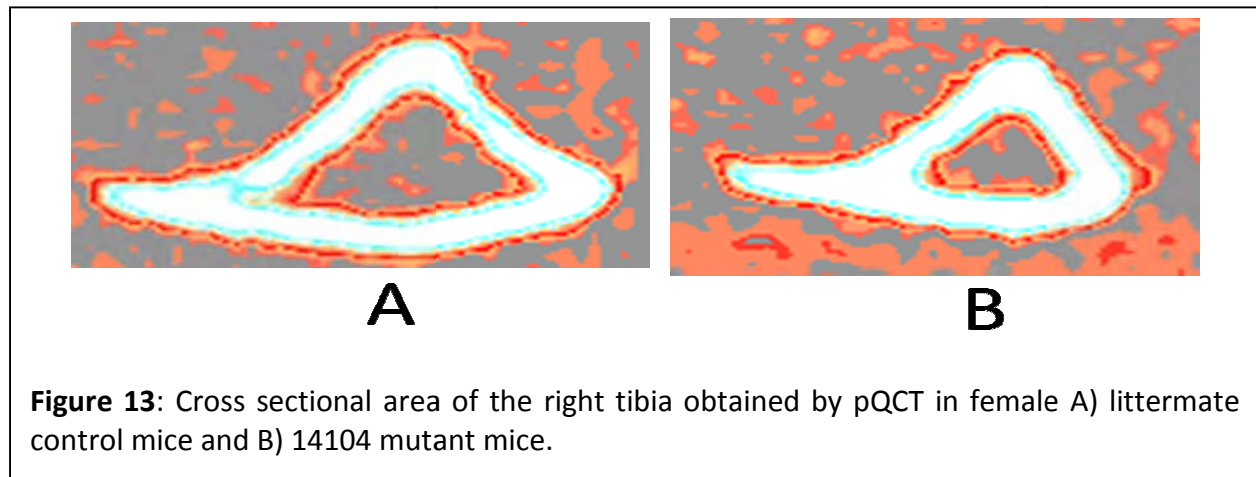 A
B
Figure 13: Cross sectional area of the right tibia obtained by pQCT in female A) littermate
control mice and B) 14104 mutant mice.